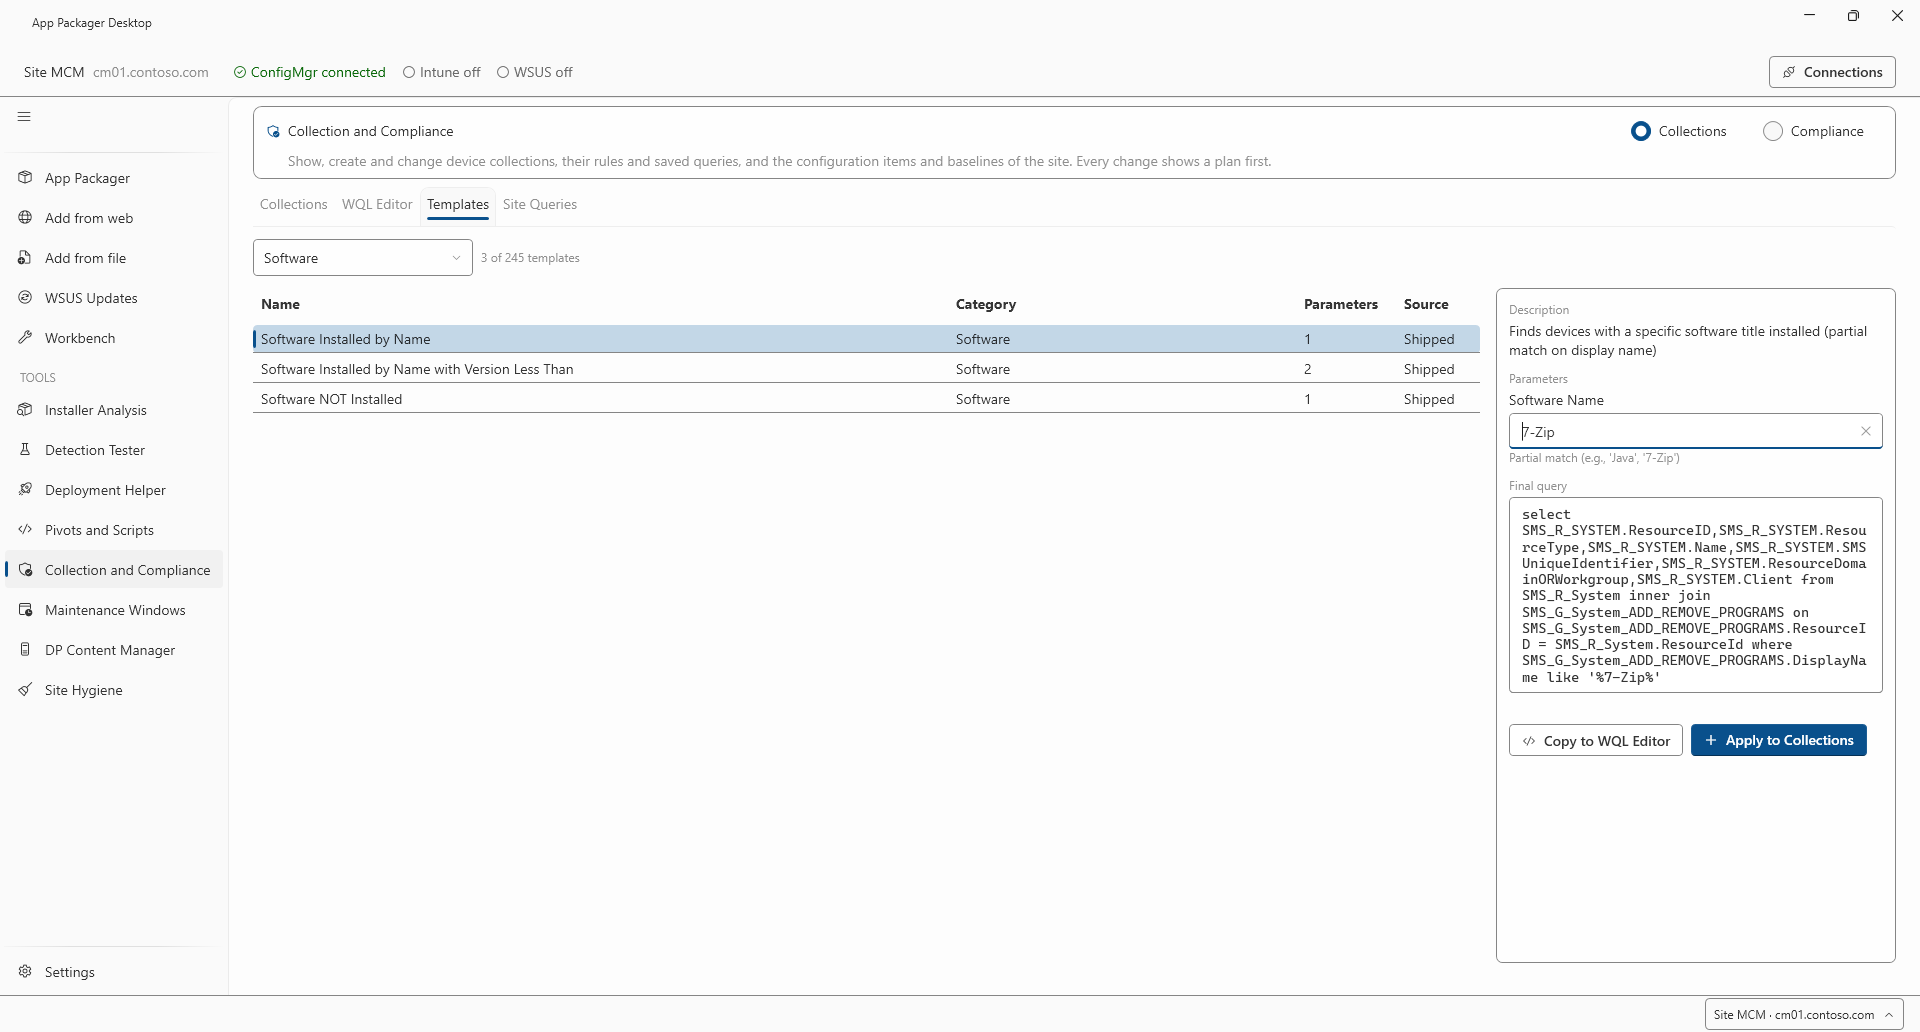 App Packager Desktop
Site MCM cm01.contoso.com ConfigMgr connected Intune off WSUS off Connections
Collection and Compliance Collections Compliance
Show, create and change device collections, their rules and saved queries, and the configuration items and baselines of the site. Every change shows a plan first.
App Packager
Add from web
Add from file
WSUS Updates
Workbench
TOOLS
Installer Analysis
Detection Tester
Deployment Helper
Pivots and Scripts
Collection and Compliance
Maintenance Windows
DP Content Manager
Site Hygiene
Settings
Collections WQL Editor Templates Site Queries
Software 3 of 245 templates
Name Category Parameters Source
Software Installed by Name Software 1 Shipped
Software Installed by Name with Version Less Than Software 2 Shipped
Software NOT Installed Software 1 Shipped
Description
Finds devices with a specific software title installed (partial
match on display name)
Parameters
Software Name
7-Zip
Partial match (e.g., 'Java', '7-Zip')
Final query
select
SMS_R_SYSTEM.ResourceID,SMS_R_SYSTEM.Resou
rceType,SMS_R_SYSTEM.Name,SMS_R_SYSTEM.SMS
UniqueIdentifier,SMS_R_SYSTEM.ResourceDoma
inORWorkgroup,SMS_R_SYSTEM.Client from
SMS_R_System inner join
SMS_G_System_ADD_REMOVE_PROGRAMS on
SMS_G_System_ADD_REMOVE_PROGRAMS.ResourceI
D = SMS_R_System.ResourceId where
SMS_G_System_ADD_REMOVE_PROGRAMS.DisplayNa
me like '%7-Zip%'
Copy to WQL Editor Apply to Collections
Site MCM · cm01.contoso.com